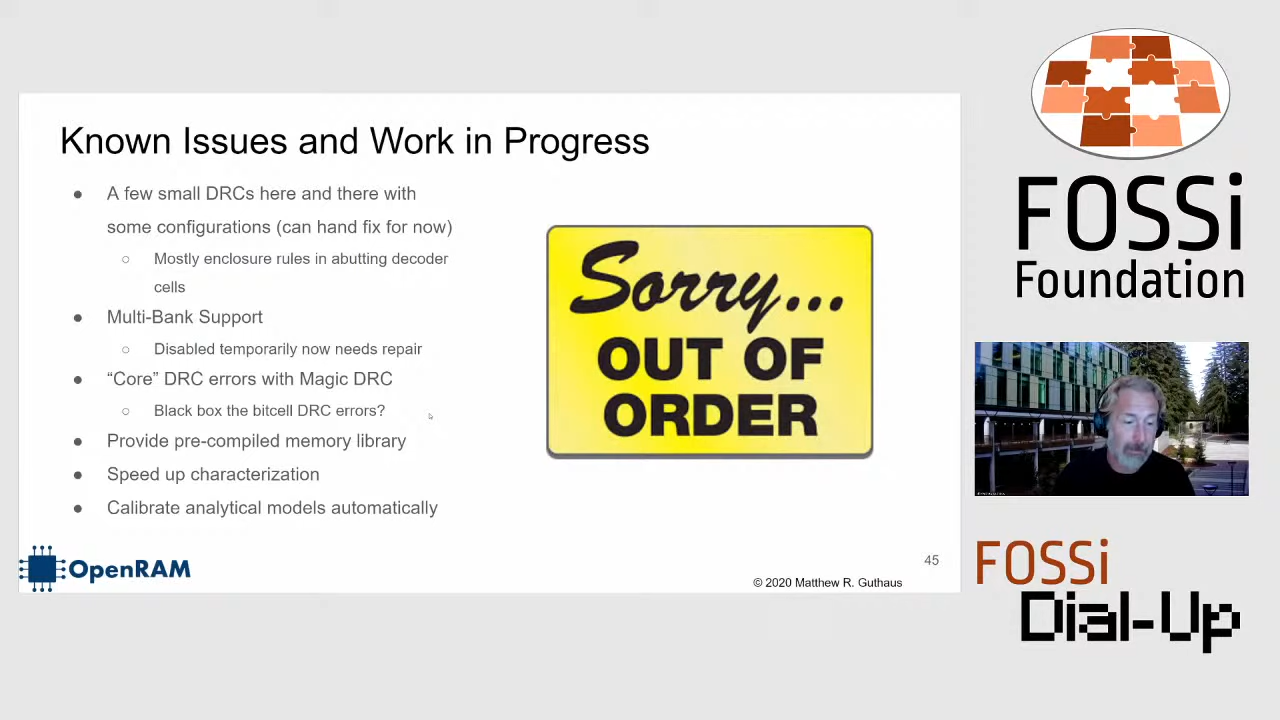 Known Issues and Work in Progress
● A few small DRCs here and there with
some configurations (can hand fix for now)
○ Mostly enclosure rules in abutting decoder
cells
● Multi-Bank Support
○ Disabled temporarily now needs repair
● “Core” DRC errors with Magic DRC
○ Black box the bitcell DRC errors?
● Provide pre-compiled memory library
● Speed up characterization
● Calibrate analytical models automatically
Sorry...
OUT OF
ORDER
OpenRAM
45
© 2020 Matthew R. Guthaus
FOSSi
Foundation
FOSSi
Dial-Up